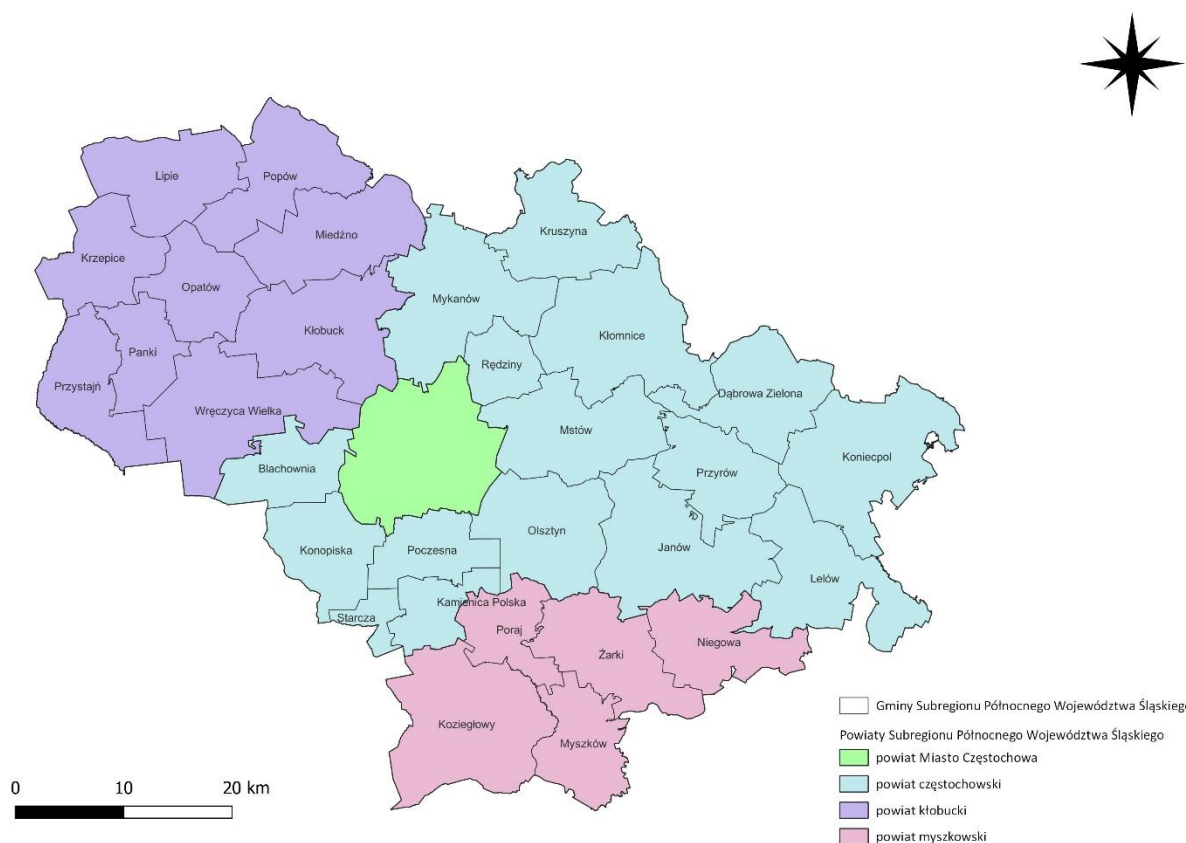 Lipie
Popów
Miedźno
Krzepice
Opatów
Kłobuck
Panki
Przystajń
Wręczyca Wielka
Kruszyna
Mykanów
Kłomnice
Rędziny
Dąbrowa Zielona
Mstów
Koniecpol
Przyrów
Blachownia
Olsztyn
Janów
Konopiska
Poczesna
Lelów
Kamienica Polska
Starcza
Poraj
Żarki
Niegowa
Koziegłowy
Myszków
0 10 20 km
Gminy Subregionu Północnego Województwa Śląskiego
Powiaty Subregionu Północnego Województwa Śląskiego
powiat Miasto Częstochowa
powiat częstochowski
powiat kłobucki
powiat myszkowski